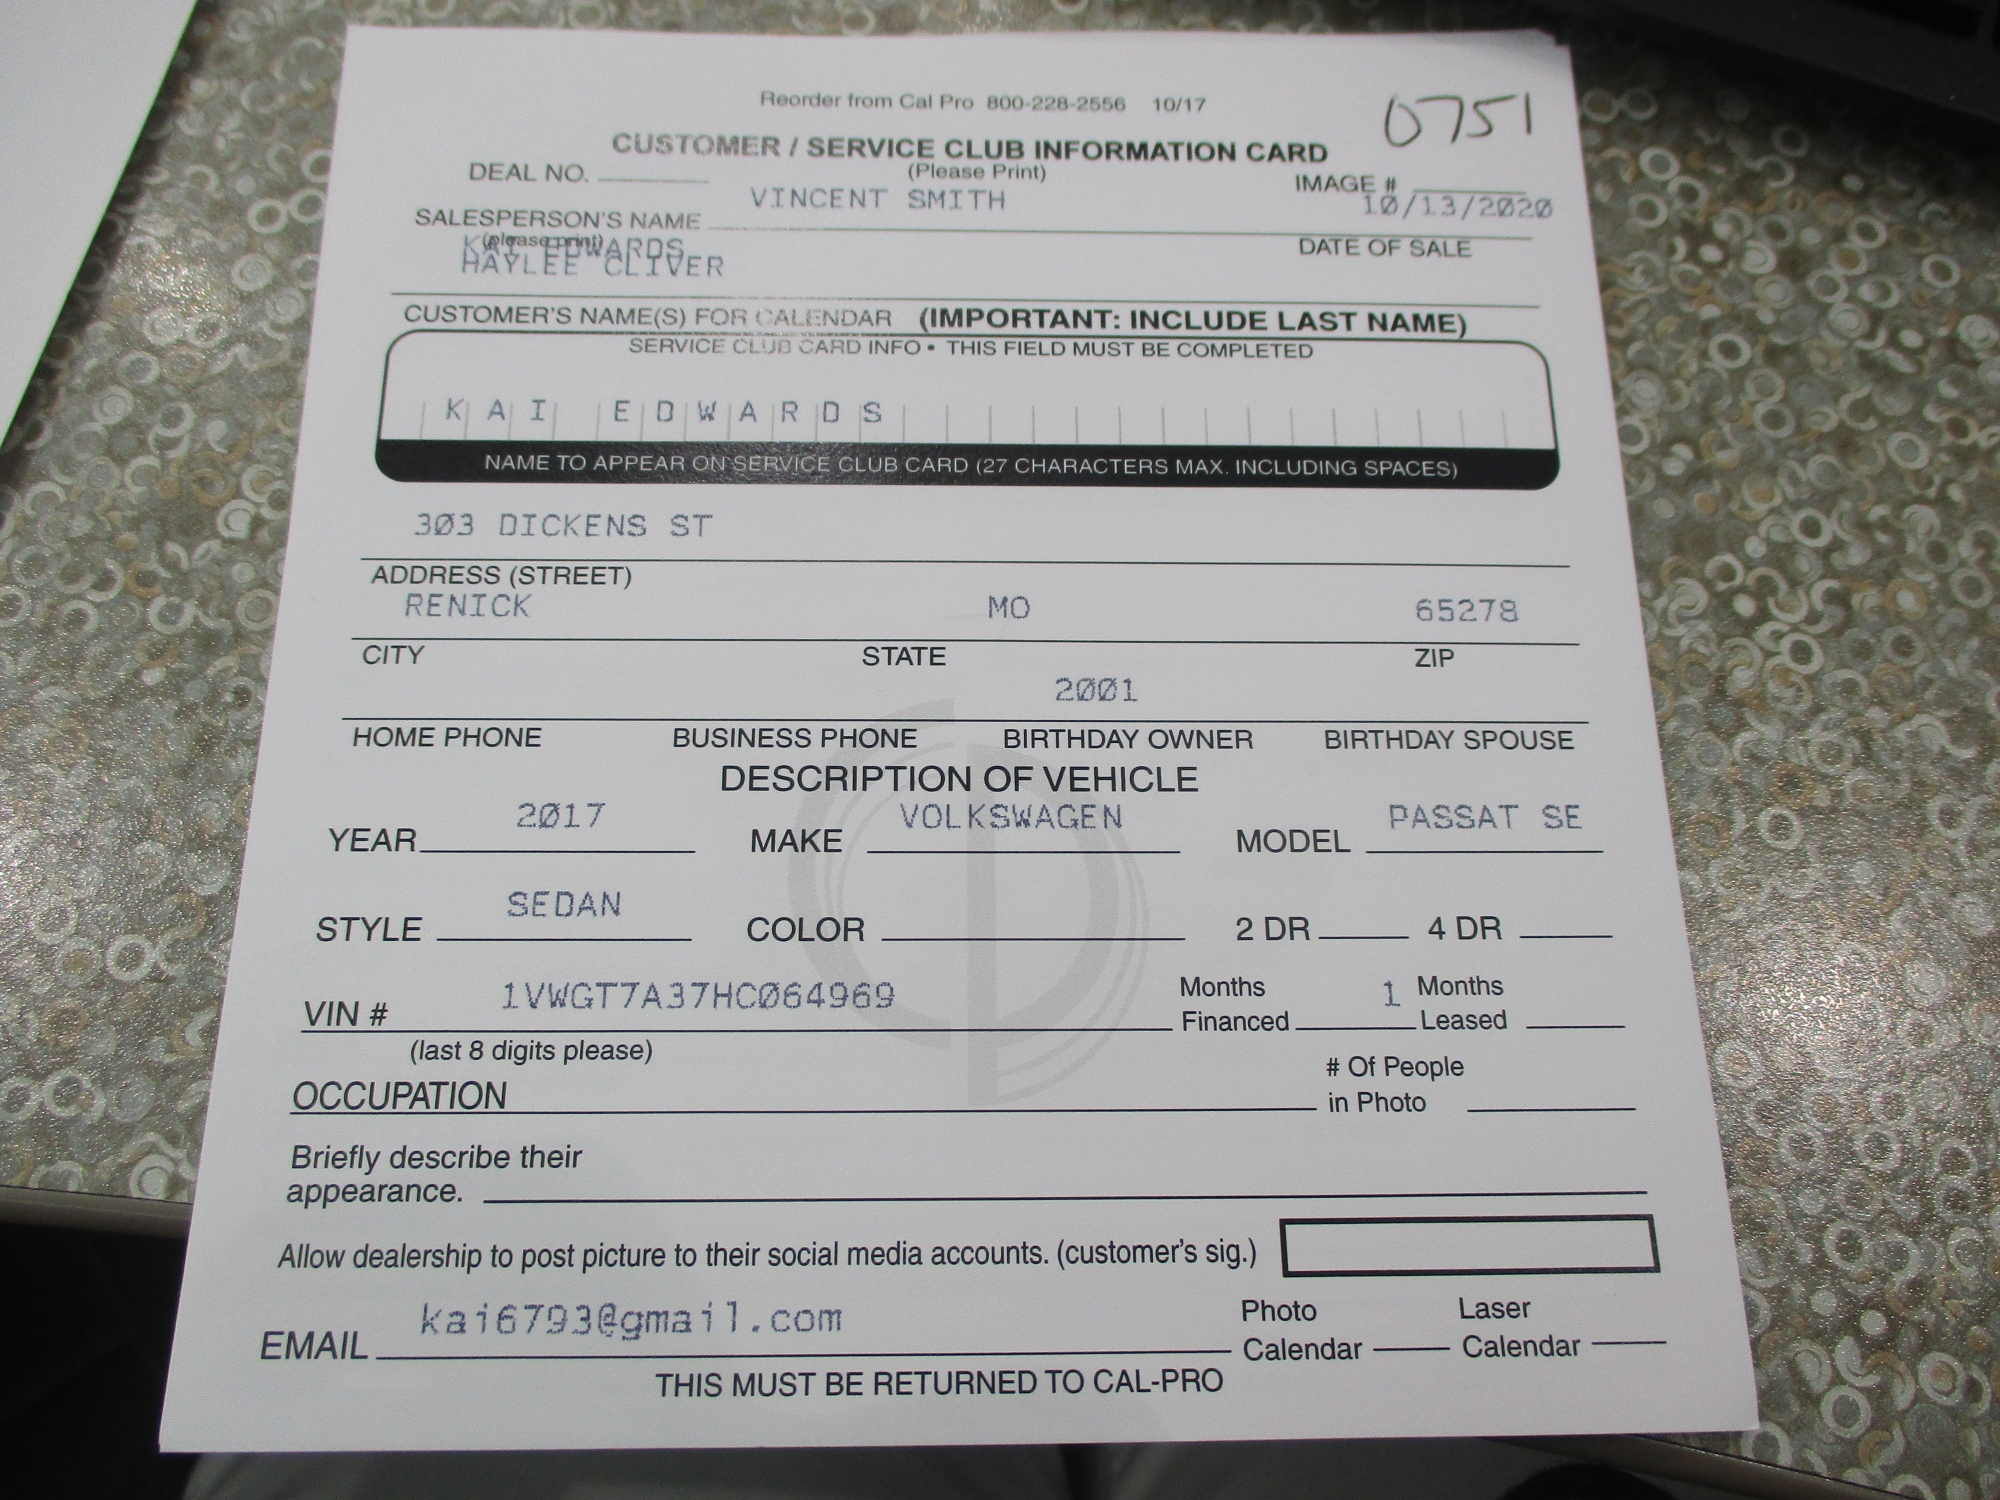 Reorder from Cal Pro 800-228-2556 10/17
0751
CUSTOMER / SERVICE CLUB INFORMATION CARD
DEAL NO. (Please Print) IMAGE #
VINCENT SMITH 10/13/2020
SALESPERSON'S NAME
(please print) DATE OF SALE
KAI EDWARDS
HAYLEE CLIVER
CUSTOMER'S NAME(S) FOR CALENDAR (IMPORTANT: INCLUDE LAST NAME)
SERVICE CLUB CARD INFO • THIS FIELD MUST BE COMPLETED
KAI EDWARDS
NAME TO APPEAR ON SERVICE CLUB CARD (27 CHARACTERS MAX. INCLUDING SPACES)
303 DICKENS ST
ADDRESS (STREET)
RENICK MO 65278
CITY STATE ZIP
2001
HOME PHONE BUSINESS PHONE BIRTHDAY OWNER BIRTHDAY SPOUSE
DESCRIPTION OF VEHICLE
YEAR 2017 MAKE VOLKSWAGEN MODEL PASSAT SE
STYLE SEDAN COLOR 2 DR 4 DR
VIN # 1VWGT7A37HC064969 Months Financed 1 Months Leased
(last 8 digits please)
OCCUPATION # Of People in Photo
Briefly describe their
appearance.
Allow dealership to post picture to their social media accounts. (customer's sig.)
EMAIL kai6793@gmail.com Photo Calendar Laser Calendar
THIS MUST BE RETURNED TO CAL-PRO